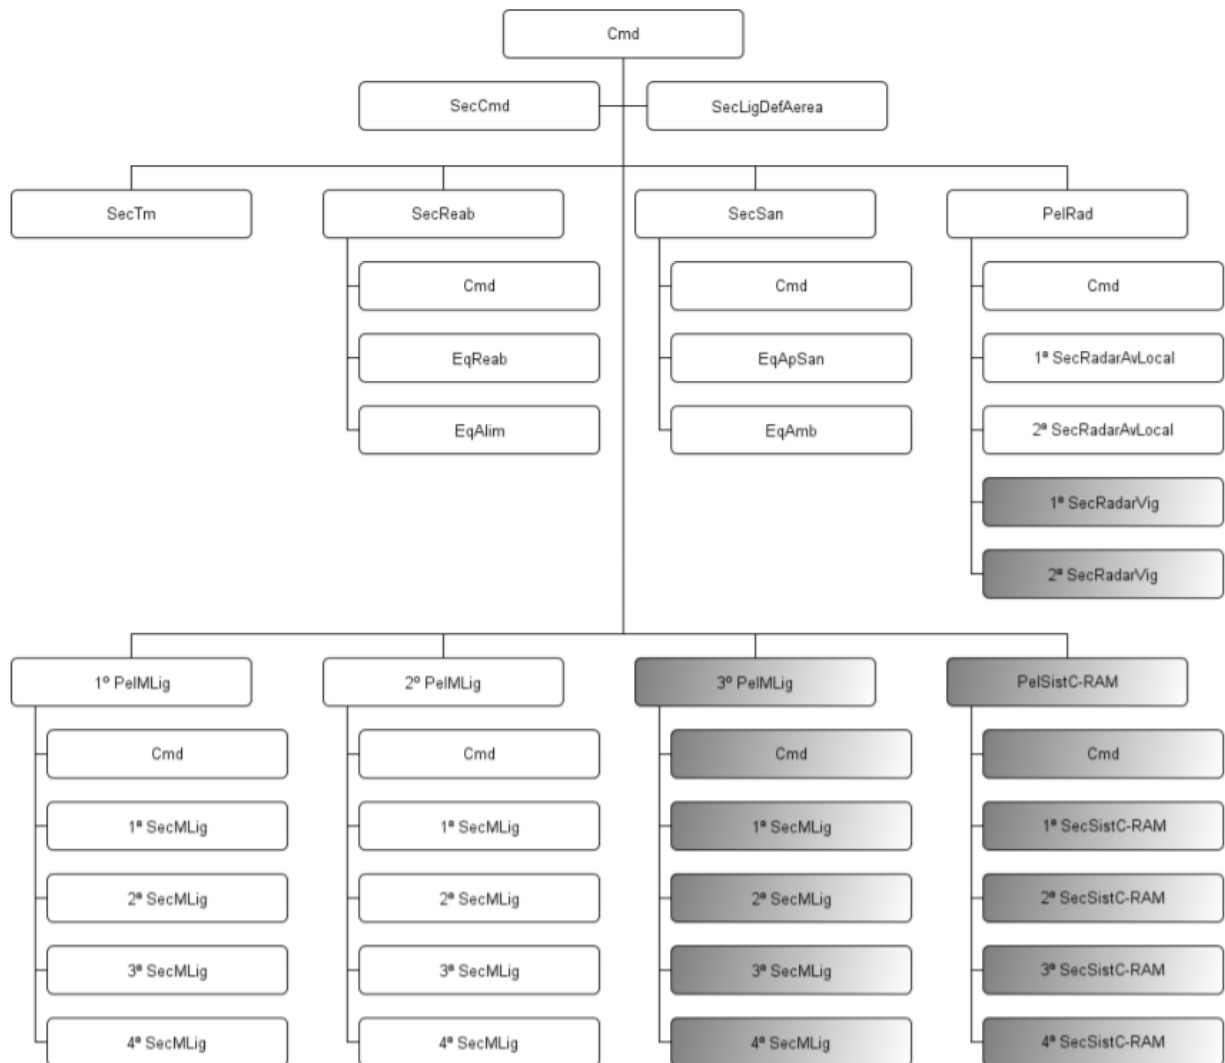 Cmd
SecCmd
SecLigDefAerea
SecTm
SecReab
SecSan
PelRad
Cmd
Cmd
Cmd
EqReab
EqApSan
1ª SecRadarAvLocal
EqAlim
EqAmb
2ª SecRadarAvLocal
1ª SecRadarVig
2ª SecRadarVig
1º PelMLig
2º PelMLig
3º PelMLig
PelSistC-RAM
Cmd
Cmd
Cmd
Cmd
1ª SecMLig
1ª SecMLig
1ª SecMLig
1ª SecSistC-RAM
2ª SecMLig
2ª SecMLig
2ª SecMLig
2ª SecSistC-RAM
3ª SecMLig
3ª SecMLig
3ª SecMLig
3ª SecSistC-RAM
4ª SecMLig
4ª SecMLig
4ª SecMLig
4ª SecSistC-RAM